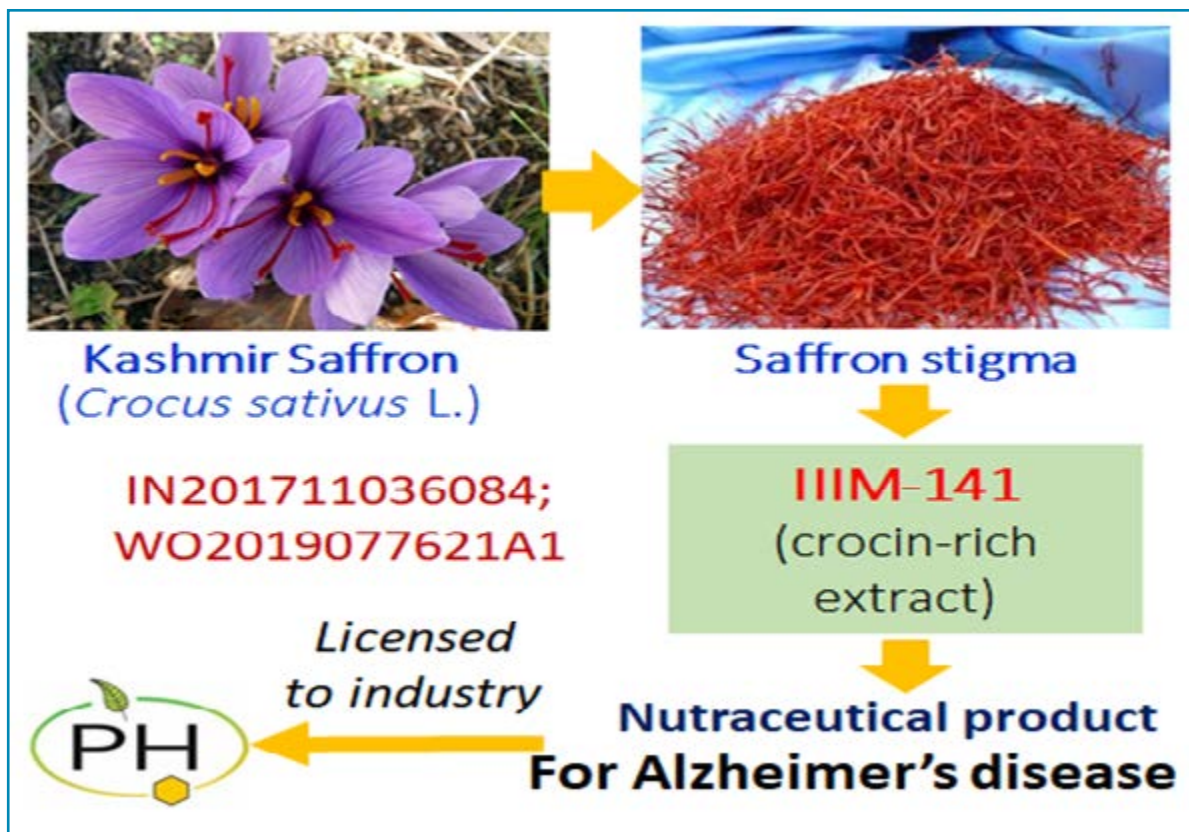 Kashmir Saffron
(Crocus sativus L.)
Saffron stigma
IN201711036084;
WO2019077621A1
IIIM-141
(crocin-rich
extract)
Licensed
to industry
Nutraceutical product
For Alzheimer's disease
PH